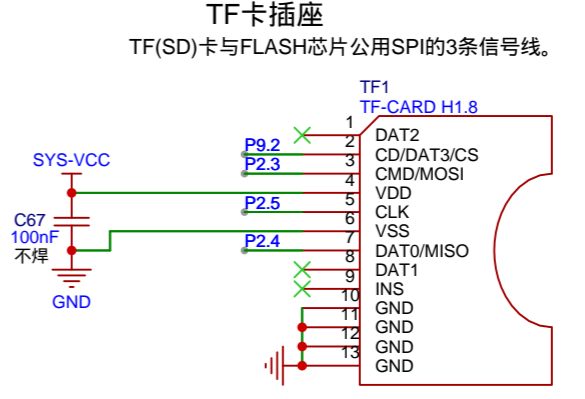 TF卡插座
TF(SD)卡与FLASH芯片公用SPI的3条信号线。
TF1
TF-CARD H1.8
1
DAT2
P9.2
2
CD/DAT3/CS
P2.3
3
CMD/MOSI
SYS-VCC
4
VDD
P2.5
5
CLK
C67
100nF
不焊
6
VSS
P2.4
7
DAT0/MISO
8
DAT1
9
INS
GND
10
GND
11
GND
12
GND
13
GND